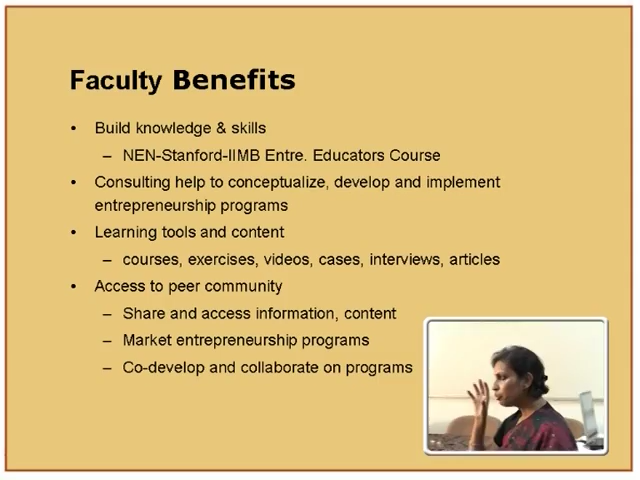 Faculty Benefits
• Build knowledge & skills
– NEN-Stanford-IIMB Entre. Educators Course
• Consulting help to conceptualize, develop and implement
entrepreneurship programs
• Learning tools and content
– courses, exercises, videos, cases, interviews, articles
• Access to peer community
– Share and access information, content
– Market entrepreneurship programs
– Co-develop and collaborate on programs